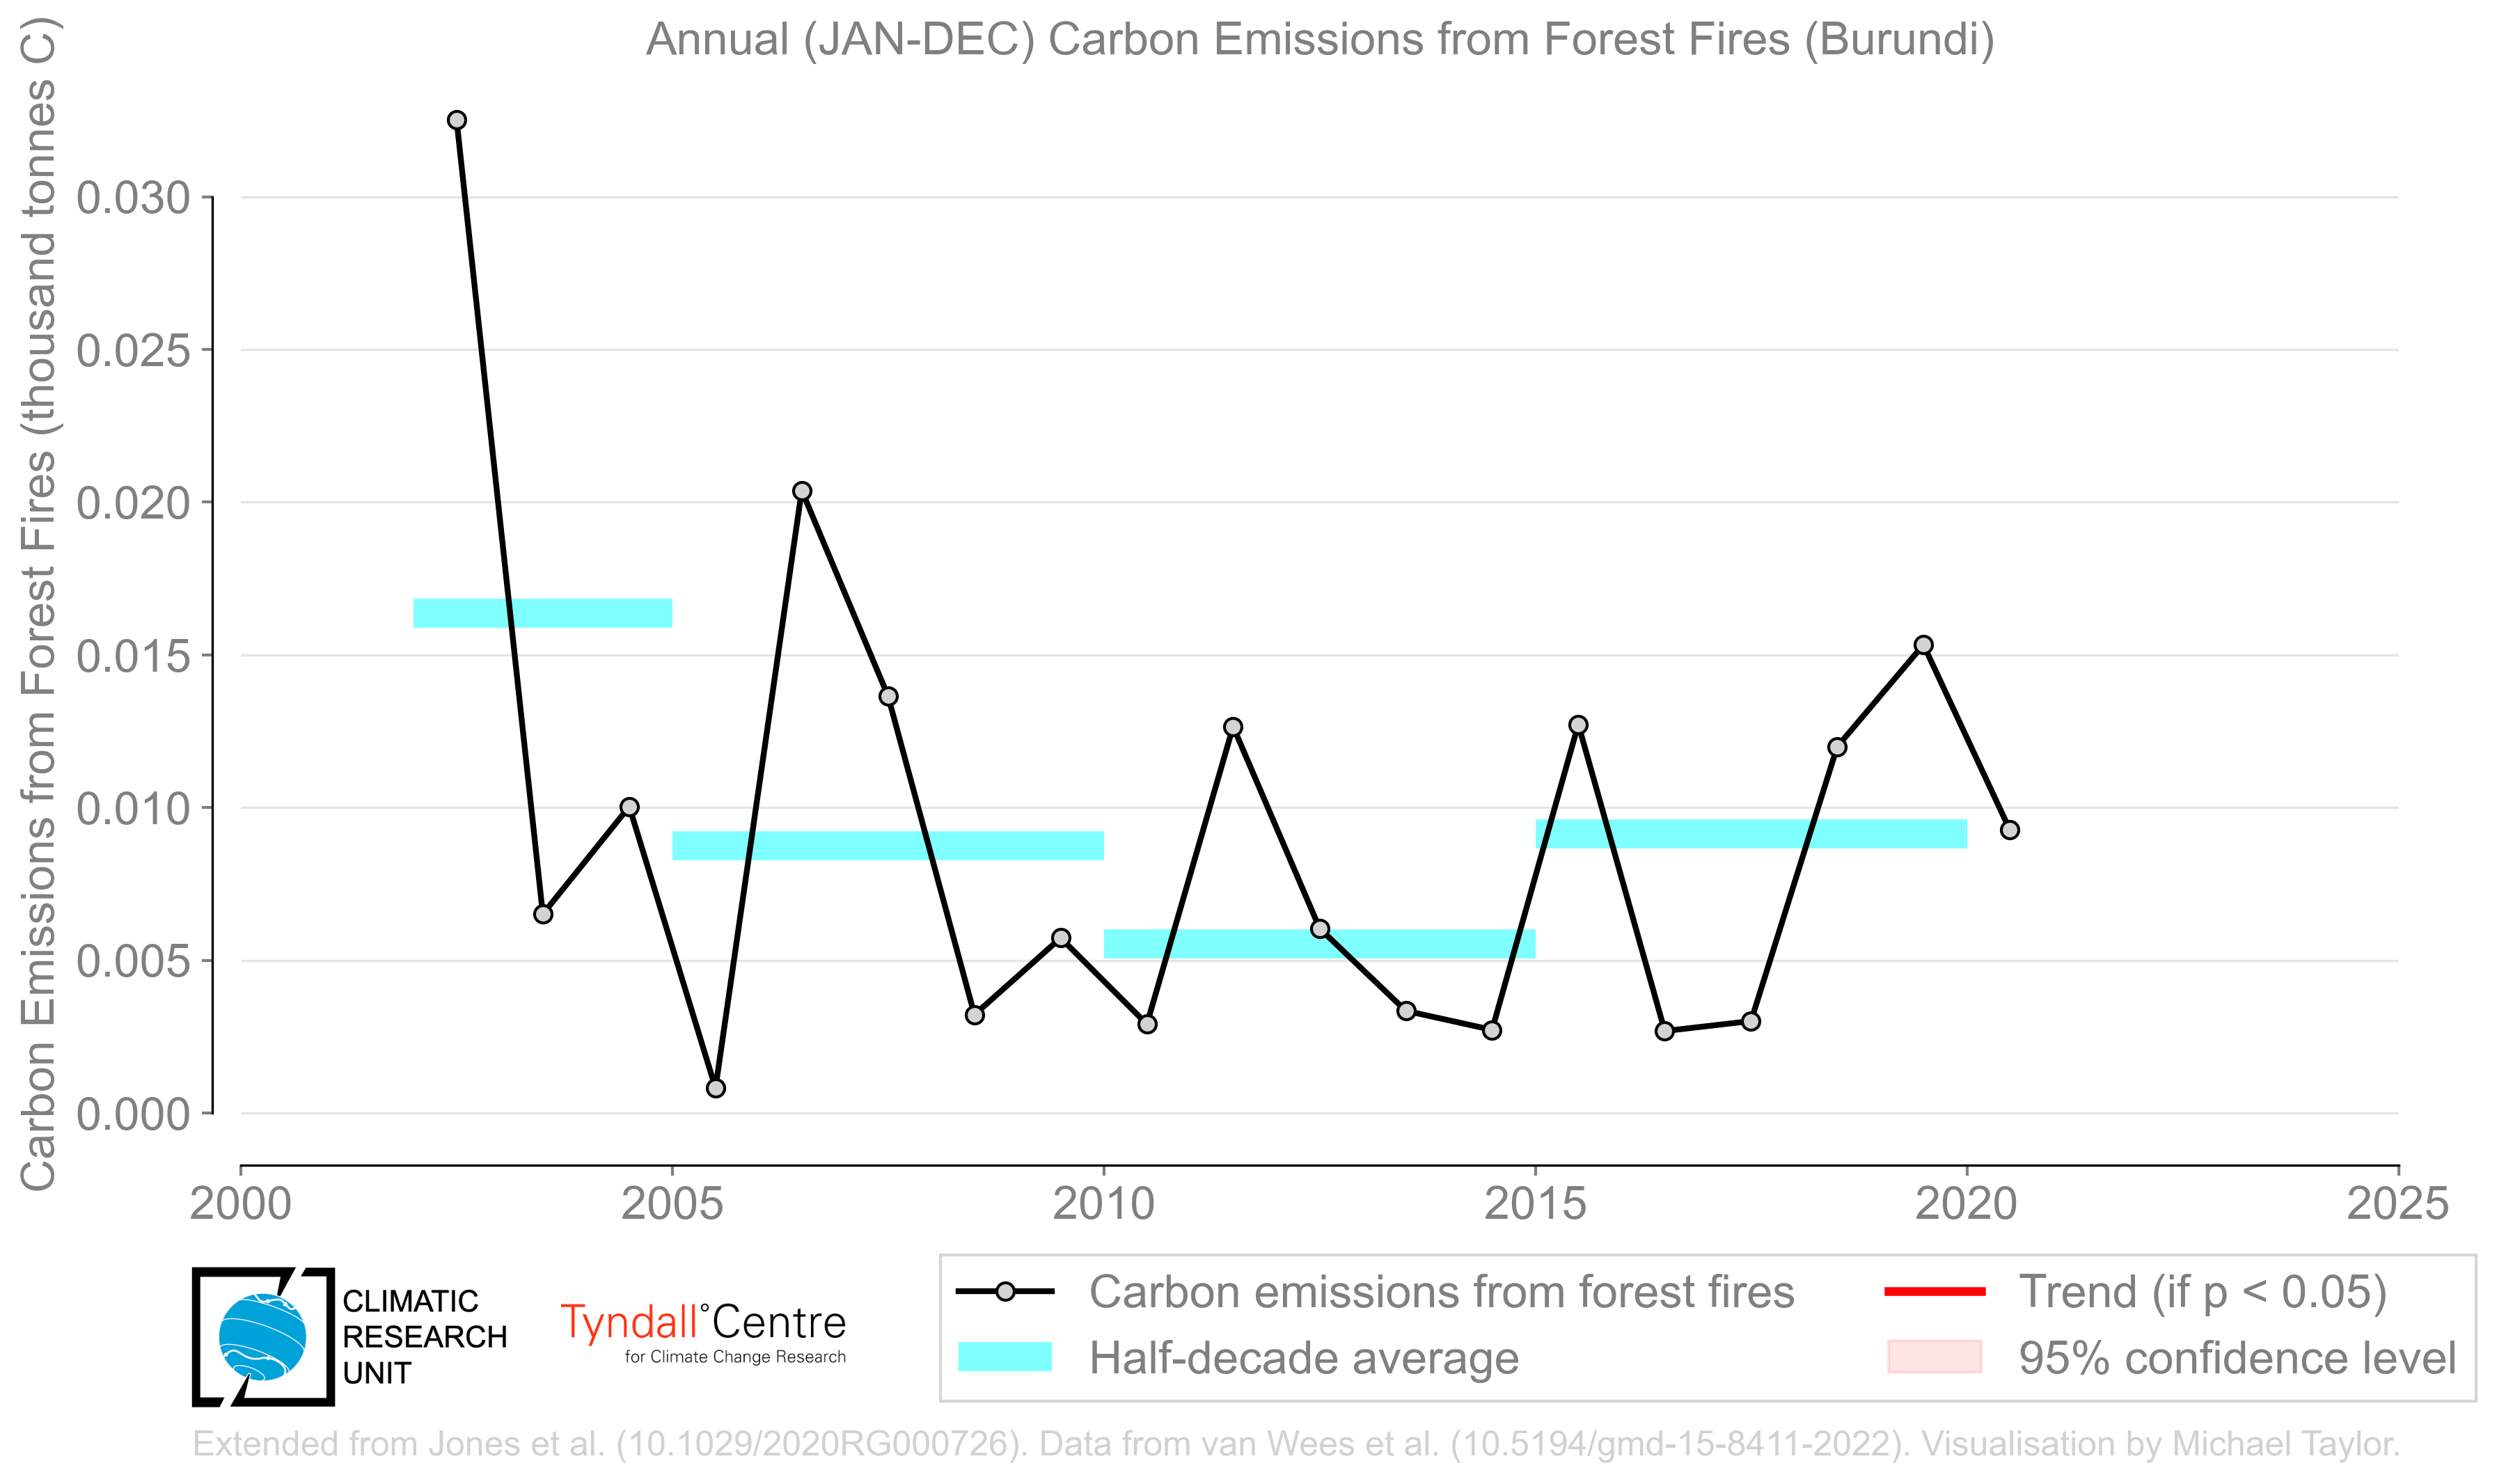 Annual (JAN-DEC) Carbon Emissions from Forest Fires (Burundi)
Carbon Emissions from Forest Fires (thousand tonnes C)
0.030
0.025
0.020
0.015
0.010
0.005
0.000
2000 2005 2010 2015 2020 2025
CLIMATIC
RESEARCH
UNIT
Tyndall°Centre
for Climate Change Research
Carbon emissions from forest fires
Half-decade average
Trend (if p < 0.05)
95% confidence level
Extended from Jones et al. (10.1029/2020RG000726). Data from van Wees et al. (10.5194/gmd-15-8411-2022). Visualisation by Michael Taylor.